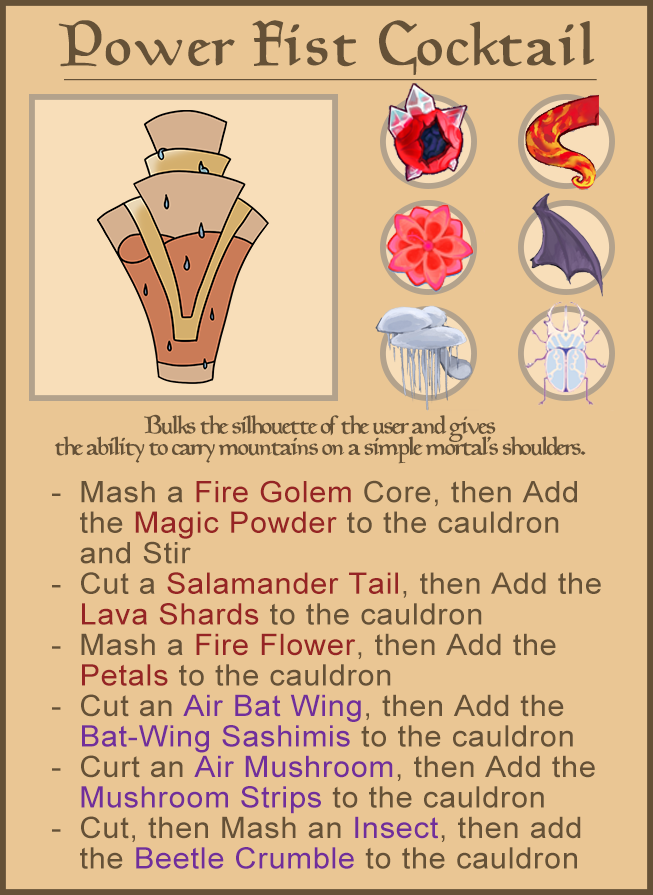 Power Fist Cocktail
Bulks the silhouette of the user and gives
the ability to carry mountains on a simple mortal's shoulders.
- Mash a Fire Golem Core, then Add
the Magic Powder to the cauldron
and Stir
- Cut a Salamander Tail, then Add the
Lava Shards to the cauldron
- Mash a Fire Flower, then Add the
Petals to the cauldron
- Cut an Air Bat Wing, then Add the
Bat-Wing Sashimis to the cauldron
- Curt an Air Mushroom, then Add the
Mushroom Strips to the cauldron
- Cut, then Mash an Insect, then add
the Beetle Crumble to the cauldron